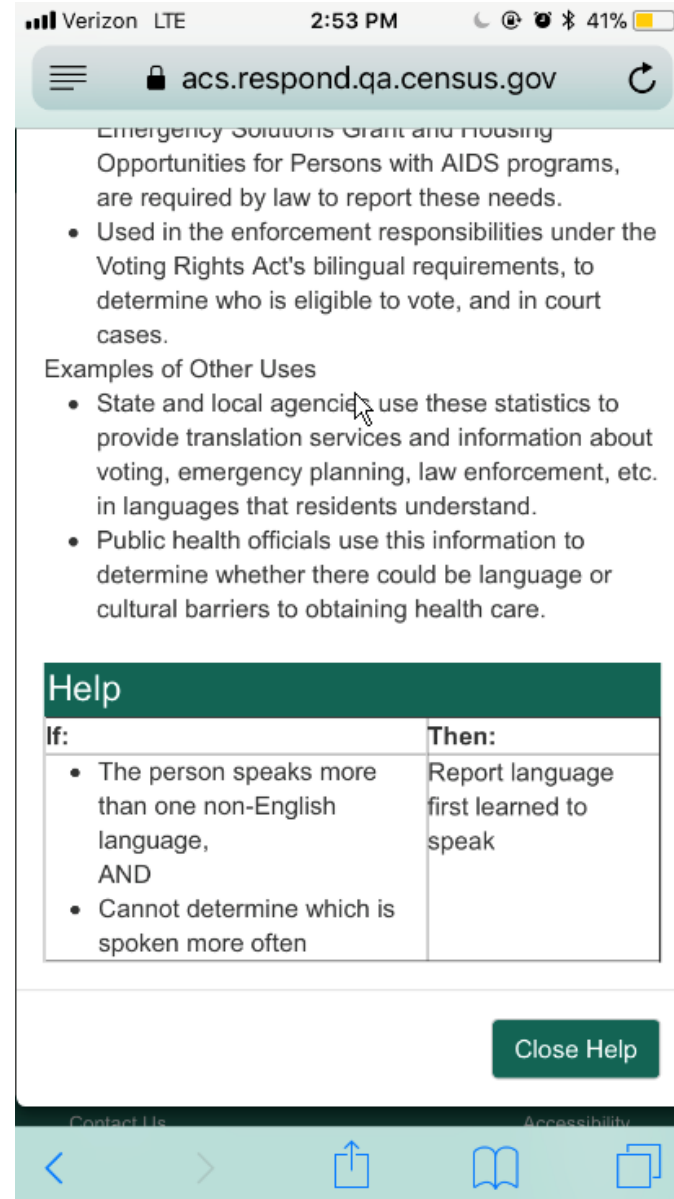 Verizon LTE 2:53 PM 41%
acs.respond.qa.census.gov
Emergency Solutions Grant and Housing
Opportunities for Persons with AIDS programs,
are required by law to report these needs.
• Used in the enforcement responsibilities under the
Voting Rights Act's bilingual requirements, to
determine who is eligible to vote, and in court
cases.
Examples of Other Uses
• State and local agencies use these statistics to
provide translation services and information about
voting, emergency planning, law enforcement, etc.
in languages that residents understand.
• Public health officials use this information to
determine whether there could be language or
cultural barriers to obtaining health care.
Help
If: Then:
• The person speaks more Report language
than one non-English first learned to
language, speak
AND
• Cannot determine which is
spoken more often
Close Help
Contact Us Accessibility